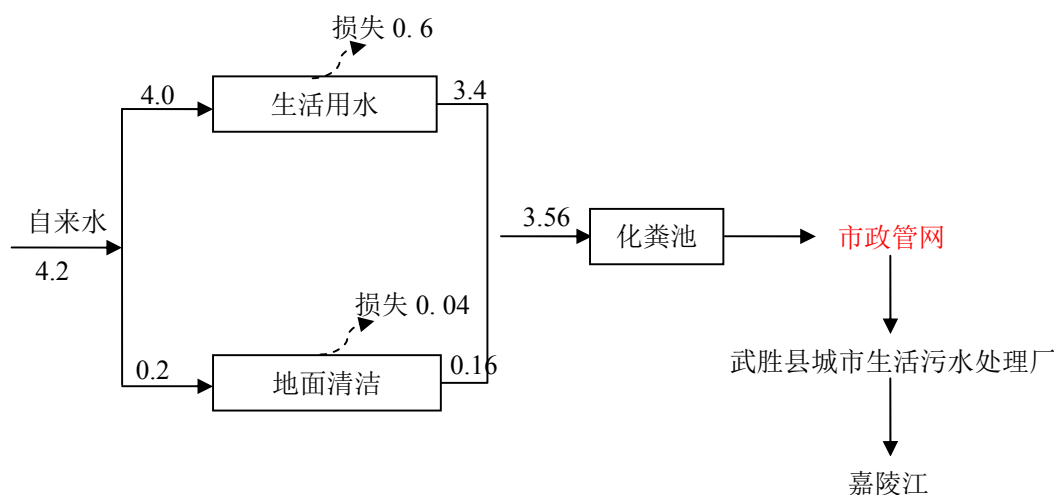 损失 0. 6
4.0
生活用水
3.4
自来水
4.2
3.56
化粪池
市政管网
损失 0. 04
0.2
地面清洁
0.16
武胜县城市生活污水处理厂
嘉陵江